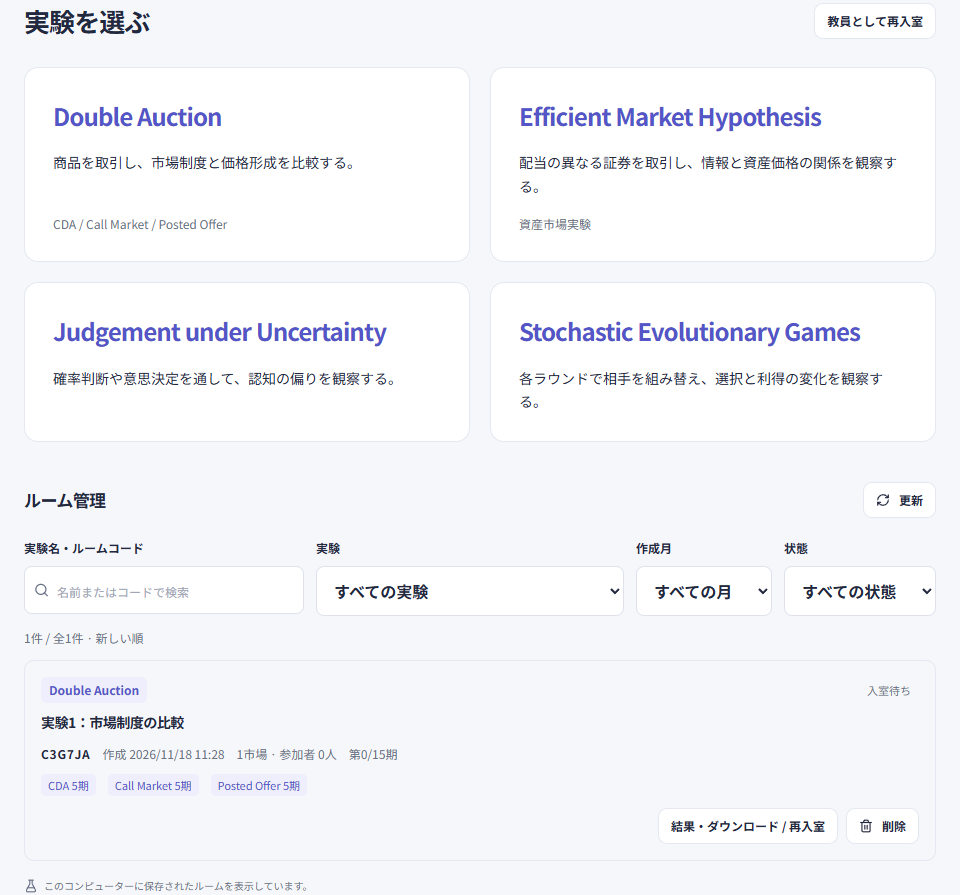 実験を選ぶ
教員として再入室
Double Auction
商品を取引し、市場制度と価格形成を比較する。
CDA / Call Market / Posted Offer
Efficient Market Hypothesis
配当の異なる証券を取引し、情報と資産価格の関係を観察す
る。
資産市場実験
Judgement under Uncertainty
確率判断や意思決定を通して、認知の偏りを観察する。
Stochastic Evolutionary Games
各ラウンドで相手を組み替え、選択と利得の変化を観察す
る。
ルーム管理
更新
実験名・ルームコード
名前またはコードで検索
実験
すべての実験
作成月
すべての月
状態
すべての状態
1件 / 全1件 · 新しい順
Double Auction
入室待ち
実験1：市場制度の比較
C3G7JA 作成 2026/11/18 11:28 1市場 · 参加者 0人 第0/15期
CDA 5期 Call Market 5期 Posted Offer 5期
結果・ダウンロード / 再入室
削除
このコンピューターに保存されたルームを表示しています。